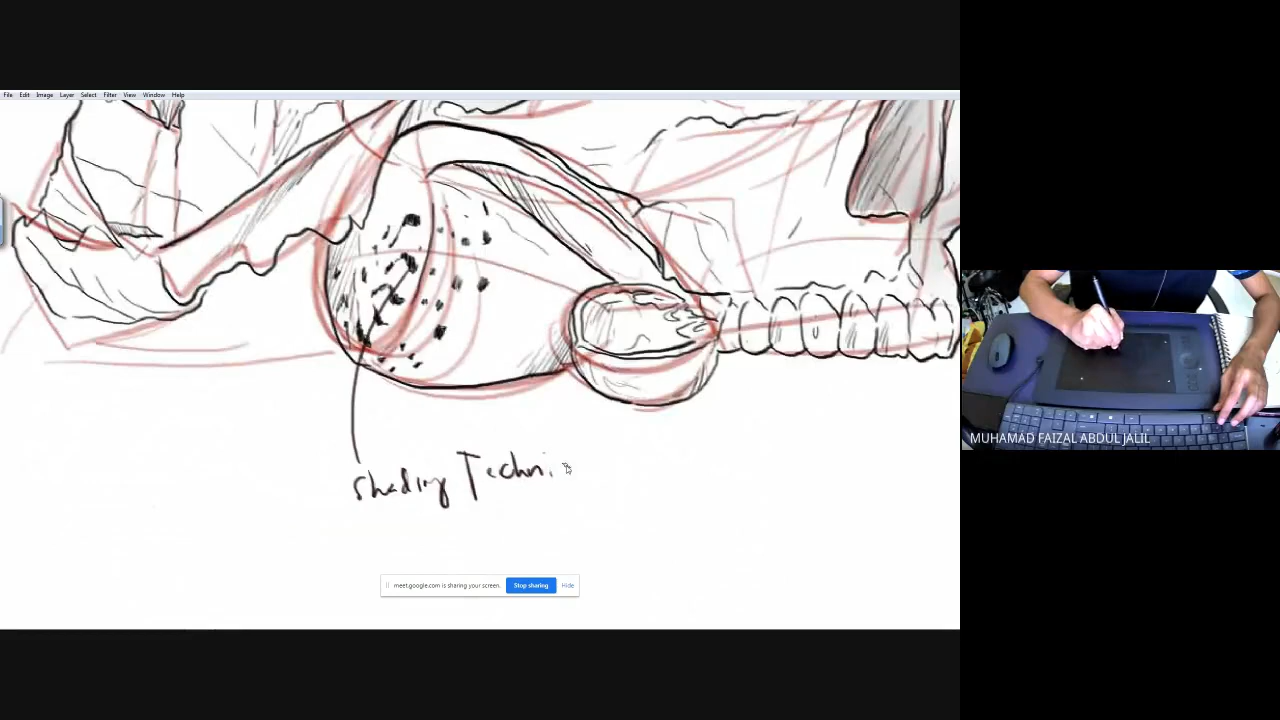 File Edit Image Layer Select Filter View Window Help
shading Techni
meet.google.com is sharing your screen. Stop sharing Hide
MUHAMAD FAIZAL ABDUL JALIL